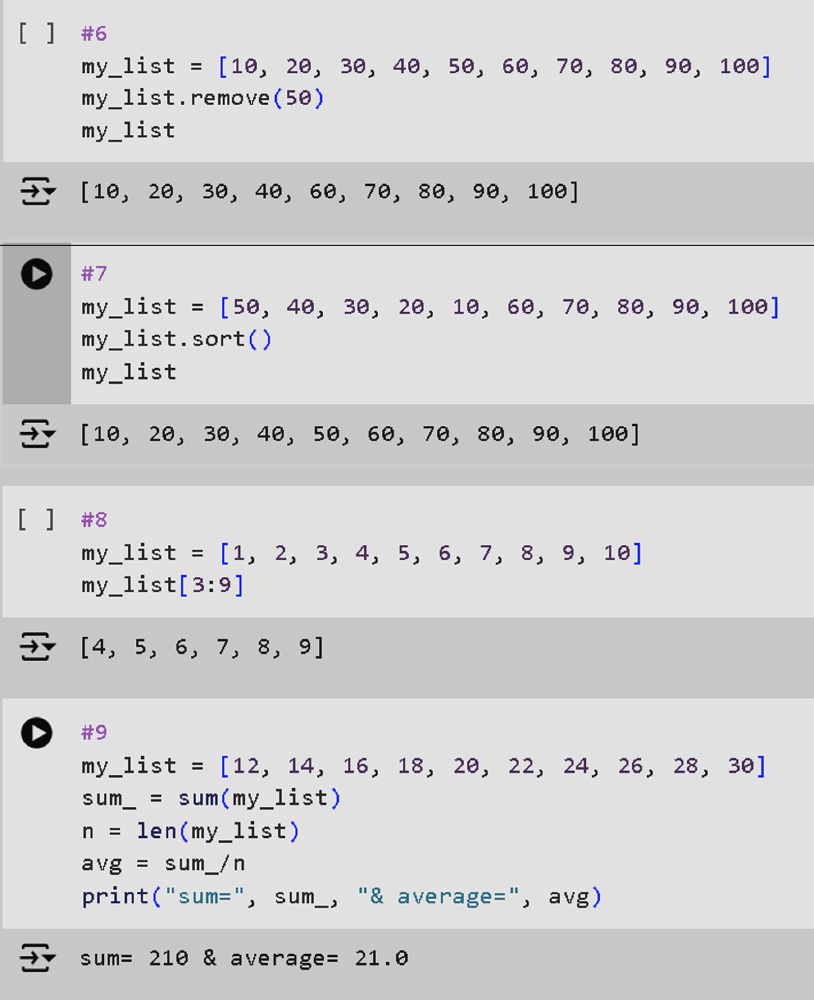 [ ] #6
my_list = [10, 20, 30, 40, 50, 60, 70, 80, 90, 100]
my_list.remove(50)
my_list
[10, 20, 30, 40, 60, 70, 80, 90, 100]
#7
my_list = [50, 40, 30, 20, 10, 60, 70, 80, 90, 100]
my_list.sort()
my_list
[10, 20, 30, 40, 50, 60, 70, 80, 90, 100]
[ ] #8
my_list = [1, 2, 3, 4, 5, 6, 7, 8, 9, 10]
my_list[3:9]
[4, 5, 6, 7, 8, 9]
#9
my_list = [12, 14, 16, 18, 20, 22, 24, 26, 28, 30]
sum_ = sum(my_list)
n = len(my_list)
avg = sum_/n
print("sum=", sum_, "& average=", avg)
sum= 210 & average= 21.0